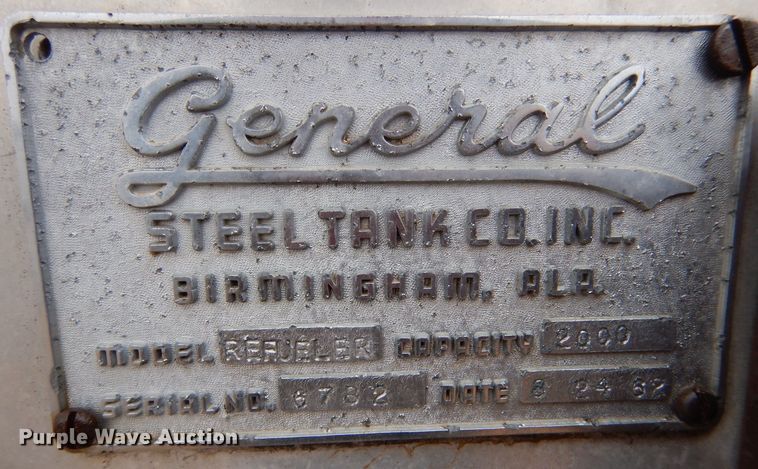 General
STEEL TANK CO. INC.
BIRMINGHAM, ALA.
MODEL REFUELER CAPACITY 2000
SERIAL NO. 6782 DATE 8 24 62
Purple Wave Auction